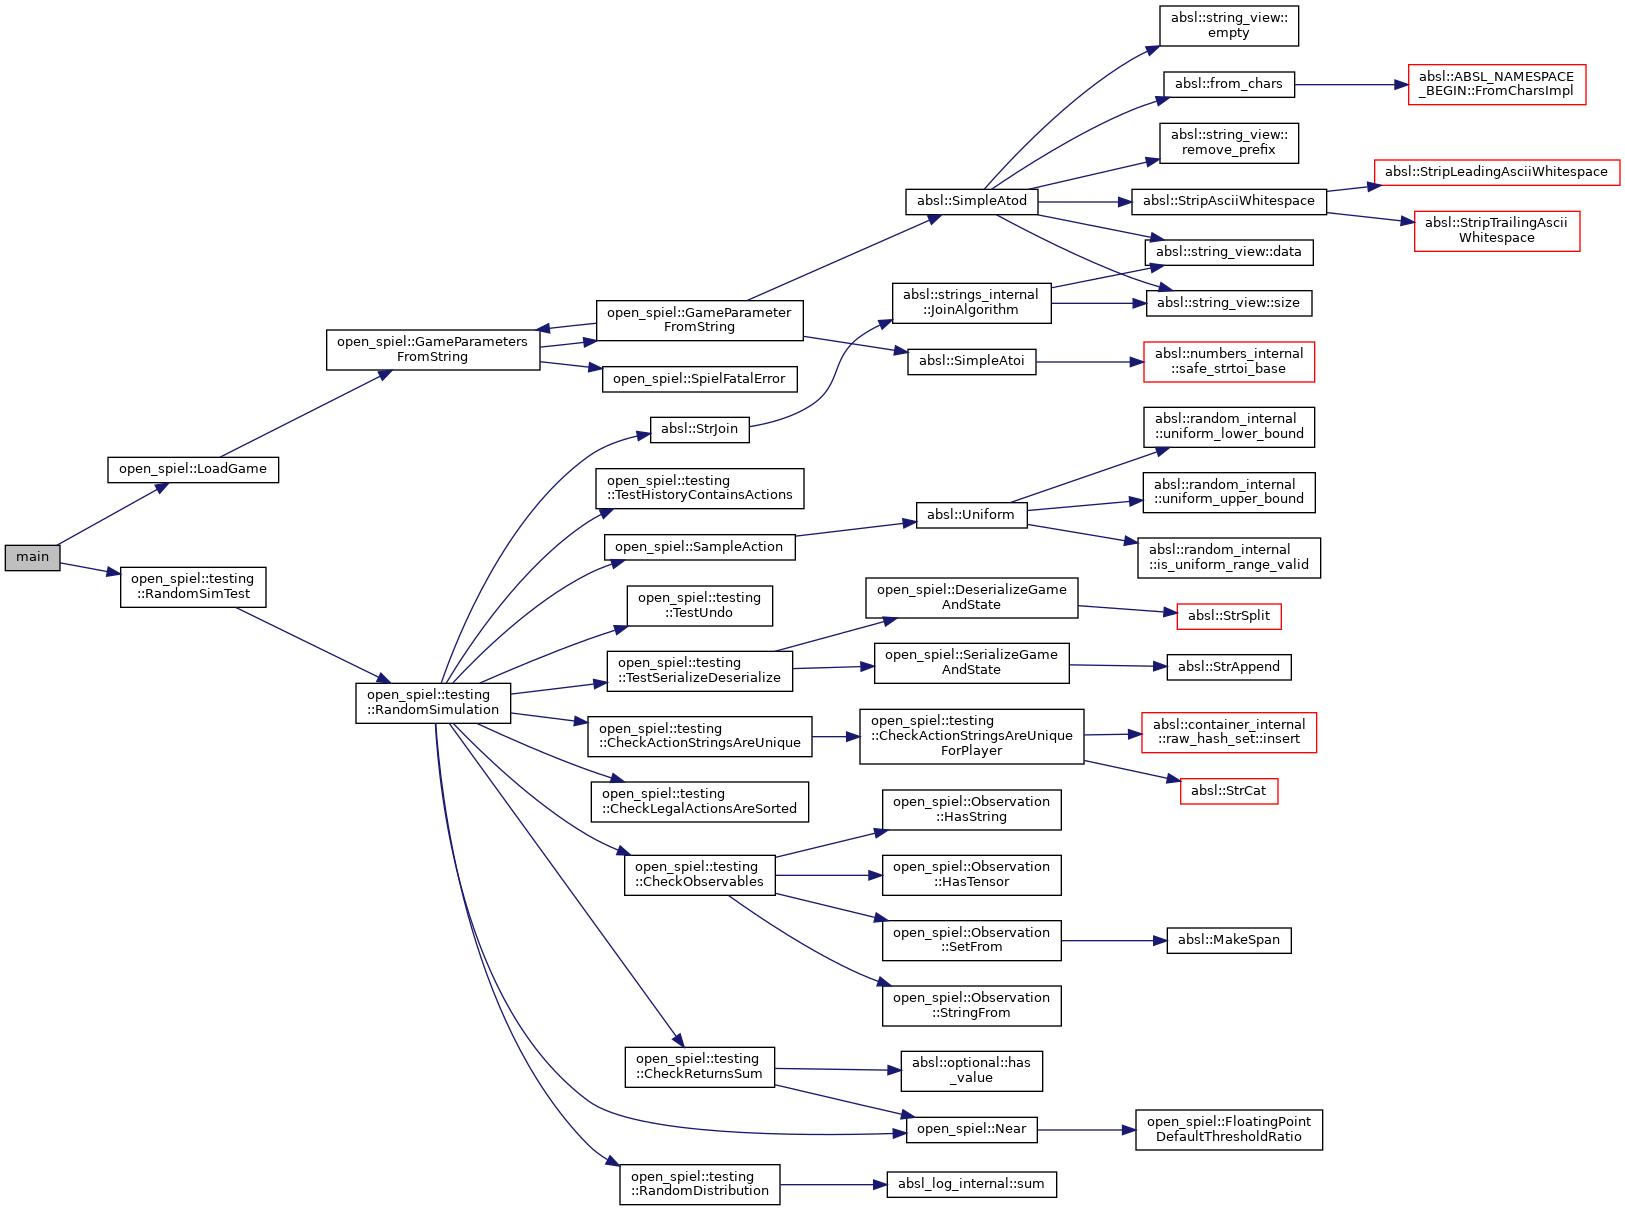 main
open_spiel::LoadGame
open_spiel::testing
::RandomSimTest
open_spiel::GameParameters
FromString
open_spiel::testing
::RandomSimulation
open_spiel::GameParameter
FromString
open_spiel::SpielFatalError
absl::StrJoin
open_spiel::testing
::TestHistoryContainsActions
open_spiel::SampleAction
open_spiel::testing
::TestUndo
open_spiel::testing
::TestSerializeDeserialize
open_spiel::testing
::CheckActionStringsAreUnique
open_spiel::testing
::CheckLegalActionsAreSorted
open_spiel::testing
::CheckObservables
open_spiel::testing
::CheckReturnsSum
open_spiel::testing
::RandomDistribution
absl::SimpleAtod
absl::strings_internal
::JoinAlgorithm
absl::SimpleAtoi
absl::Uniform
open_spiel::DeserializeGame
AndState
open_spiel::SerializeGame
AndState
open_spiel::testing
::CheckActionStringsAreUnique
ForPlayer
open_spiel::Observation
::HasString
open_spiel::Observation
::HasTensor
open_spiel::Observation
::SetFrom
open_spiel::Observation
::StringFrom
absl::optional::has
_value
open_spiel::Near
absl_log_internal::sum
absl::string_view::
empty
absl::from_chars
absl::string_view::
remove_prefix
absl::StripAsciiWhitespace
absl::string_view::data
absl::string_view::size
absl::numbers_internal
::safe_strtoi_base
absl::random_internal
::uniform_lower_bound
absl::random_internal
::uniform_upper_bound
absl::random_internal
::is_uniform_range_valid
absl::StrSplit
absl::StrAppend
absl::container_internal
::raw_hash_set::insert
absl::StrCat
absl::MakeSpan
open_spiel::FloatingPoint
DefaultThresholdRatio
absl::ABSL_NAMESPACE
_BEGIN::FromCharsImpl
absl::StripLeadingAsciiWhitespace
absl::StripTrailingAscii
Whitespace